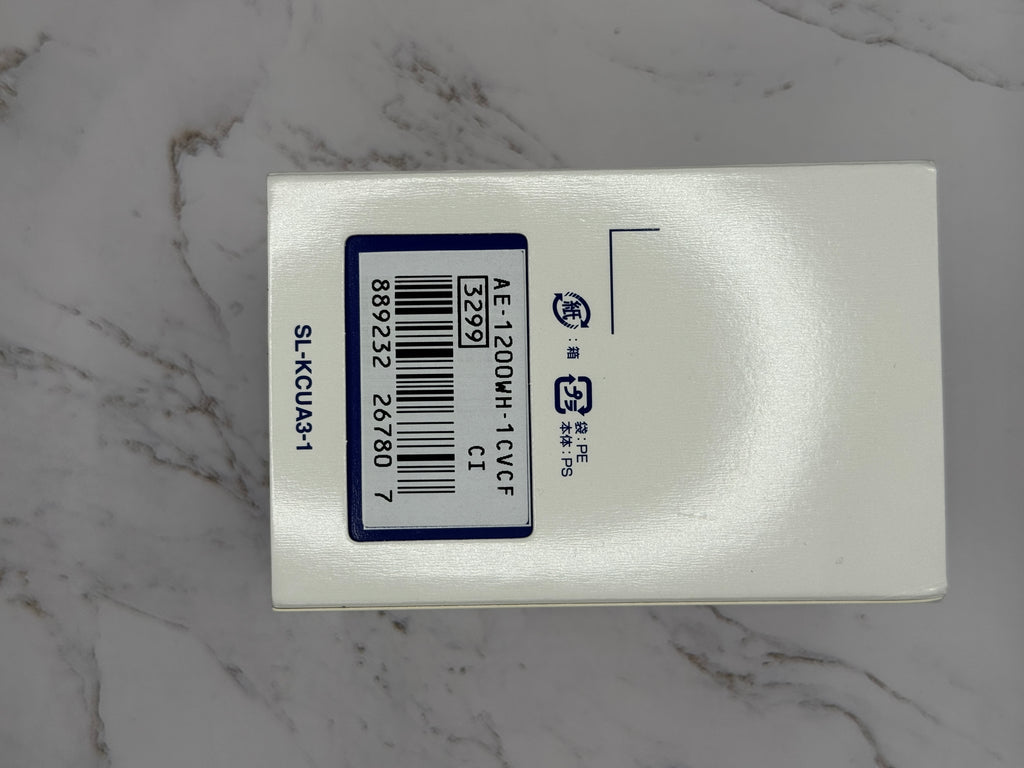 AE-1200WH-1CVCF
3299
CI
889232 26780 7
紙 : 箱
プラ
袋 : PE
本体 : PS
SL-KCUA3-1